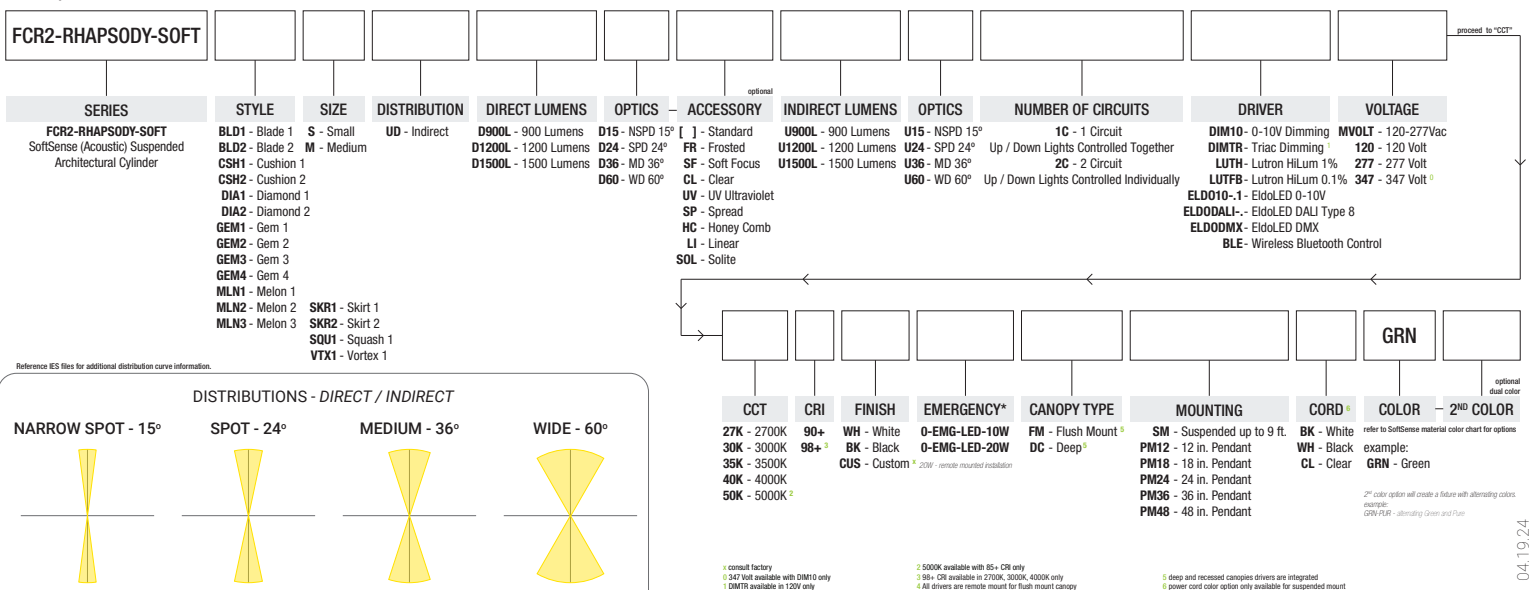 FCR2-RHAPSODY-SOFT
proceed to "CCT"
SERIES
FCR2-RHAPSODY-SOFT
SoftSense (Acoustic) Suspended
Architectural Cylinder
STYLE
BLD1 - Blade 1
BLD2 - Blade 2
CSH1 - Cushion 1
CSH2 - Cushion 2
DIA1 - Diamond 1
DIA2 - Diamond 2
GEM1 - Gem 1
GEM2 - Gem 2
GEM3 - Gem 3
GEM4 - Gem 4
MLN1 - Melon 1
MLN2 - Melon 2
MLN3 - Melon 3
SKR1 - Skirt 1
SKR2 - Skirt 2
SQU1 - Squash 1
VTX1 - Vortex 1
SIZE
S - Small
M - Medium
DISTRIBUTION
UD - Indirect
DIRECT LUMENS
D900L - 900 Lumens
D1200L - 1200 Lumens
D1500L - 1500 Lumens
OPTICS
D15 - NSPD 15º
D24 - SPD 24º
D36 - MD 36º
D60 - WD 60º
optional
ACCESSORY
[ ] - Standard
FR - Frosted
SF - Soft Focus
CL - Clear
UV - UV Ultraviolet
SP - Spread
HC - Honey Comb
LI - Linear
SOL - Solite
INDIRECT LUMENS
U900L - 900 Lumens
U1200L - 1200 Lumens
U1500L - 1500 Lumens
OPTICS
U15 - NSPD 15º
U24 - SPD 24º
U36 - MD 36º
U60 - WD 60º
NUMBER OF CIRCUITS
1C - 1 Circuit
Up / Down Lights Controlled Together
2C - 2 Circuit
Up / Down Lights Controlled Individually
DRIVER
DIM10 - 0-10V Dimming
DIMTR - Triac Dimming 1
LUTH - Lutron HiLum 1%
LUTFB - Lutron HiLum 0.1%
ELDO10-.1 - EldoLED 0-10V
ELDODALI-.- EldoLED DALI Type 8
ELDODMX - EldoLED DMX
BLE - Wireless Bluetooth Control
VOLTAGE
MVOLT - 120-277Vac
120 - 120 Volt
277 - 277 Volt
347 - 347 Volt 0
Reference IES files for additional distribution curve information.
DISTRIBUTIONS - DIRECT / INDIRECT
NARROW SPOT - 15º
SPOT - 24º
MEDIUM - 36º
WIDE - 60º
GRN
CCT
27K - 2700K
30K - 3000K
35K - 3500K
40K - 4000K
50K - 5000K 2
CRI
90+
98+ 3
FINISH
WH - White
BK - Black
CUS - Custom x
EMERGENCY*
0-EMG-LED-10W
0-EMG-LED-20W
20W - remote mounted installation
CANOPY TYPE
FM - Flush Mount 5
DC - Deep 5
MOUNTING
SM - Suspended up to 9 ft.
PM12 - 12 in. Pendant
PM18 - 18 in. Pendant
PM24 - 24 in. Pendant
PM36 - 36 in. Pendant
PM48 - 48 in. Pendant
CORD 6
BK - White
WH - Black
CL - Clear
optional
dual color
COLOR - 2ND COLOR
refer to SoftSense material color chart for options
example:
GRN - Green
2nd color option will create a fixture with alternating colors.
example:
GRN-PUR - alternating Green and Pure
x consult factory
0 347 Volt available with DIM10 only
1 DIMTR available in 120V only
2 5000K available with 85+ CRI only
3 98+ CRI available in 2700K, 3000K, 4000K only
4 All drivers are remote mount for flush mount canopy
5 deep and recessed canopies drivers are integrated
6 power cord color option only available for suspended mount
04.19.24